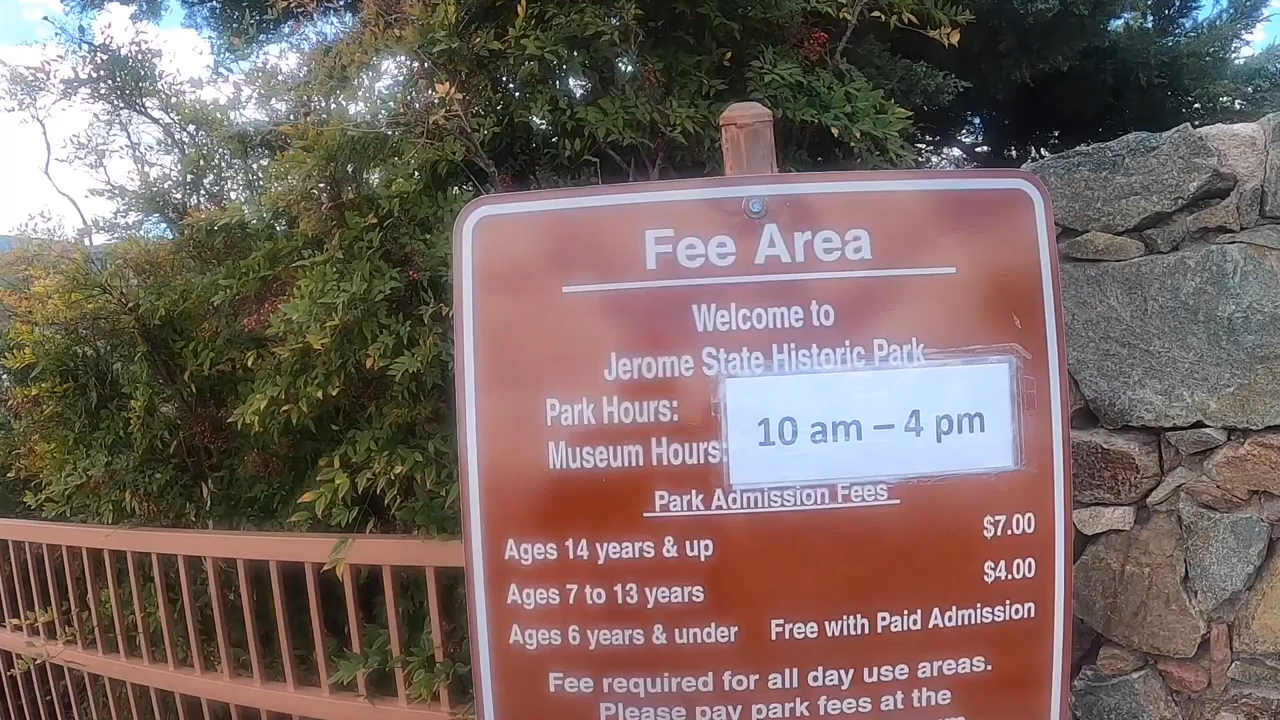 Fee Area
Welcome to
Jerome State Historic Park
Park Hours:
Museum Hours:
10 am – 4 pm
Park Admission Fees
Ages 14 years & up $7.00
Ages 7 to 13 years $4.00
Ages 6 years & under Free with Paid Admission
Fee required for all day use areas.
Please pay park fees at the